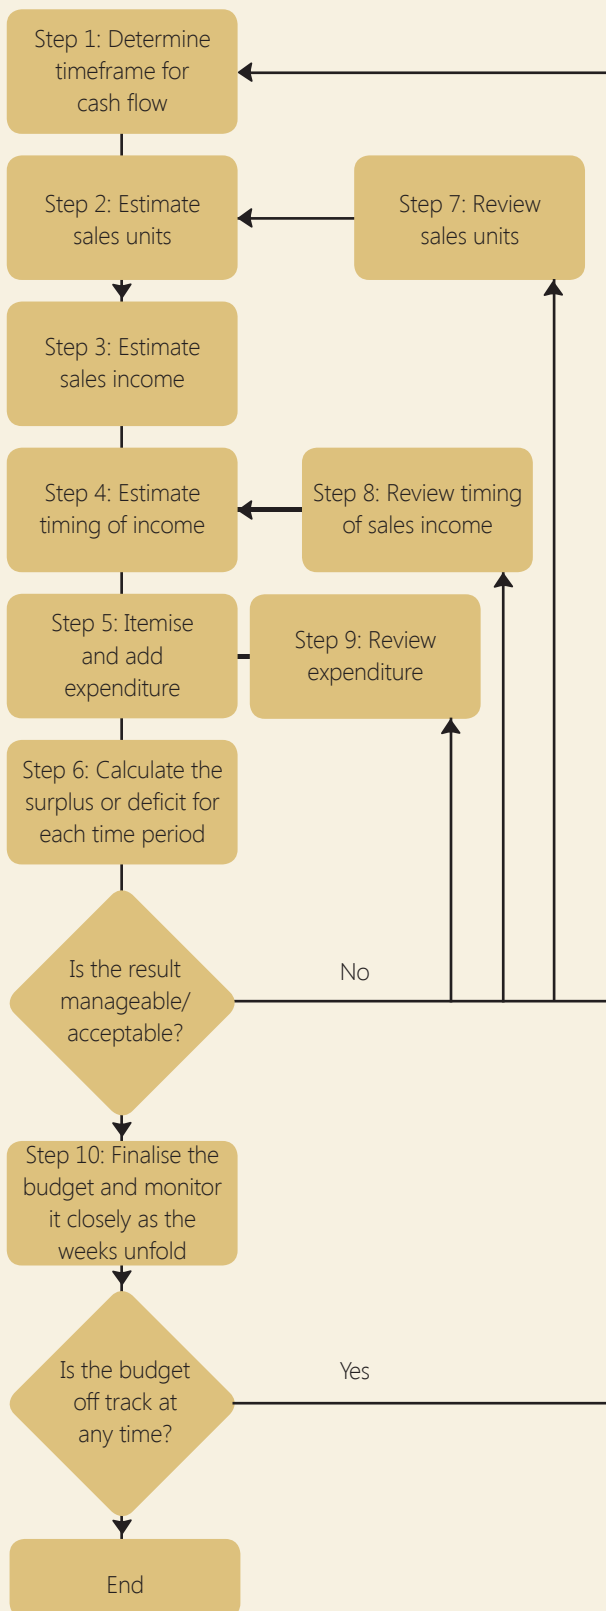 Step 1: Determine
timeframe for
cash flow
Step 2: Estimate
sales units
Step 7: Review
sales units
Step 3: Estimate
sales income
Step 4: Estimate
timing of income
Step 8: Review timing
of sales income
Step 5: Itemise
and add
expenditure
Step 9: Review
expenditure
Step 6: Calculate the
surplus or deficit for
each time period
Is the result
manageable/
acceptable?
No
Step 10: Finalise the
budget and monitor
it closely as the
weeks unfold
Is the budget
off track at
any time?
Yes
End